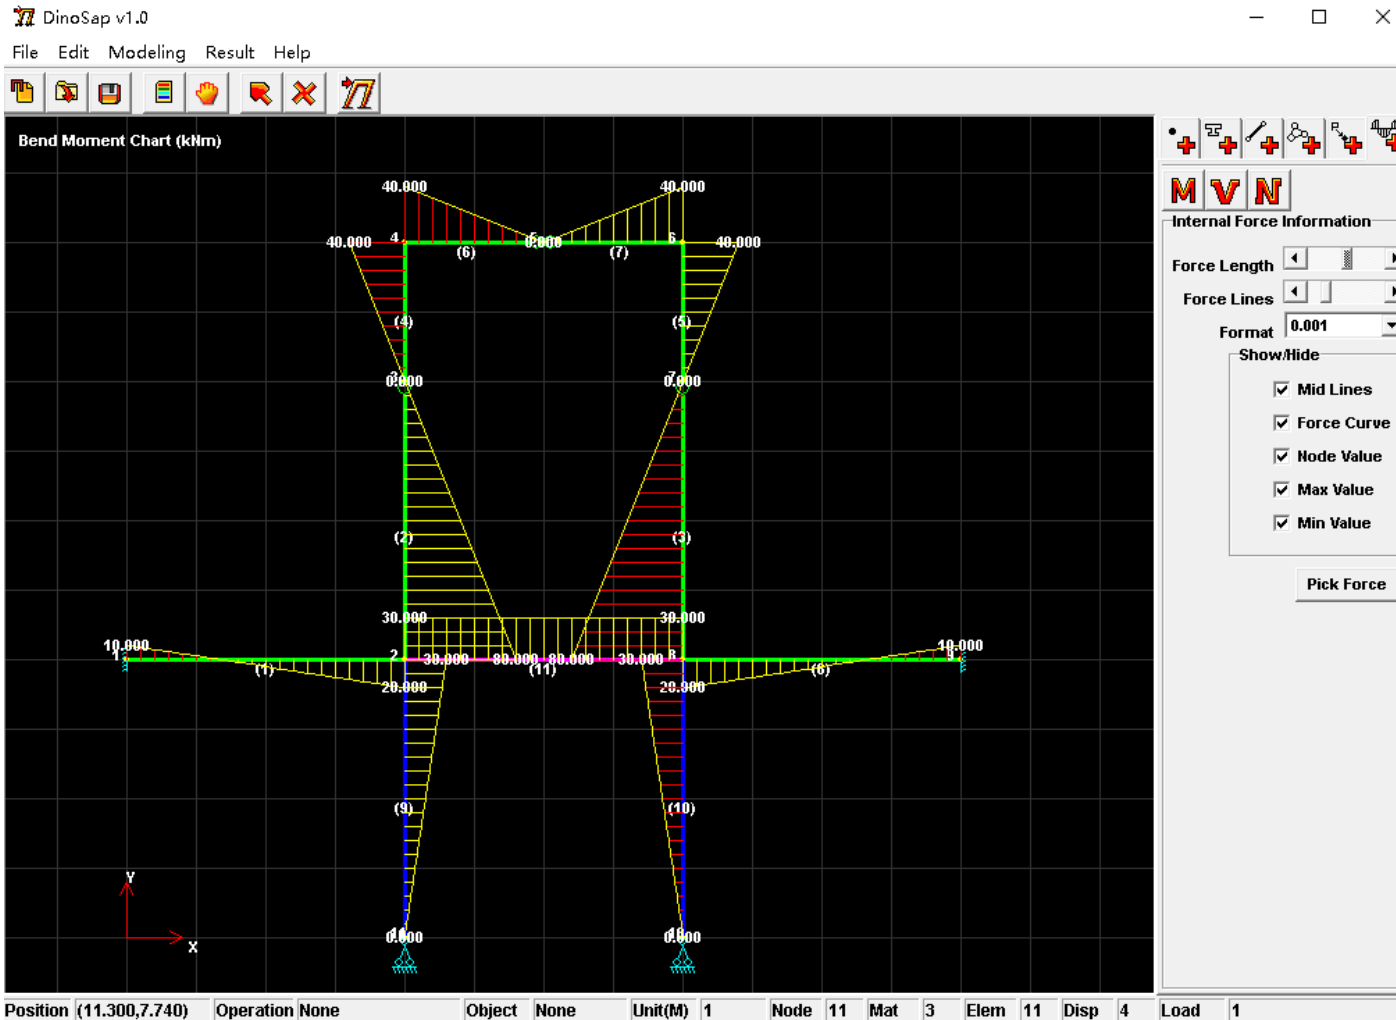 DinoSap v1.0
File Edit Modeling Result Help
Bend Moment Chart (kNm)
40.000 40.000
40.000 4 6 40.000
(6) (7)
M V N
Internal Force Information
Force Length
Force Lines
Format 0.001
Show/Hide
Mid Lines
Force Curve
Node Value
Max Value
Min Value
Pick Force
(4) (5)
0.000 7 0.000
(2) (3)
30.000 30.000
10.000 2 30.000 80.000 80.000 30.000 8 10.000
1 (1) (11) (8)
20.000 20.000
(9) (10)
Y
X
0.000 0.000
Position (11.300,7.740) Operation None Object None Unit(M) 1 Node 11 Mat 3 Elem 11 Disp 4 Load 1